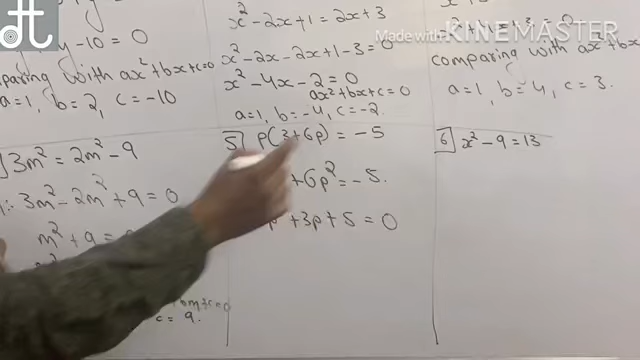 y - 10 = 0
comparing with ax²+bx+c=0
a=1, b=2, c=-10
3m² = 2m² - 9
∴ 3m² - 2m² + 9 = 0
m² + 9 = 0
c = 9.
x² - 2x + 1 = 2x + 3
x² - 2x - 2x + 1 - 3 = 0
x² - 4x - 2 = 0
ax²+bx+c=0
a=1, b=-4, c=-2.
5] p(3+6p) = -5
+ 6p² = -5.
+3p + 5 = 0
Made with KINEMASTER
comparing with ax²+bx
a=1, b=4, c=3.
6] x² - 9 = 13